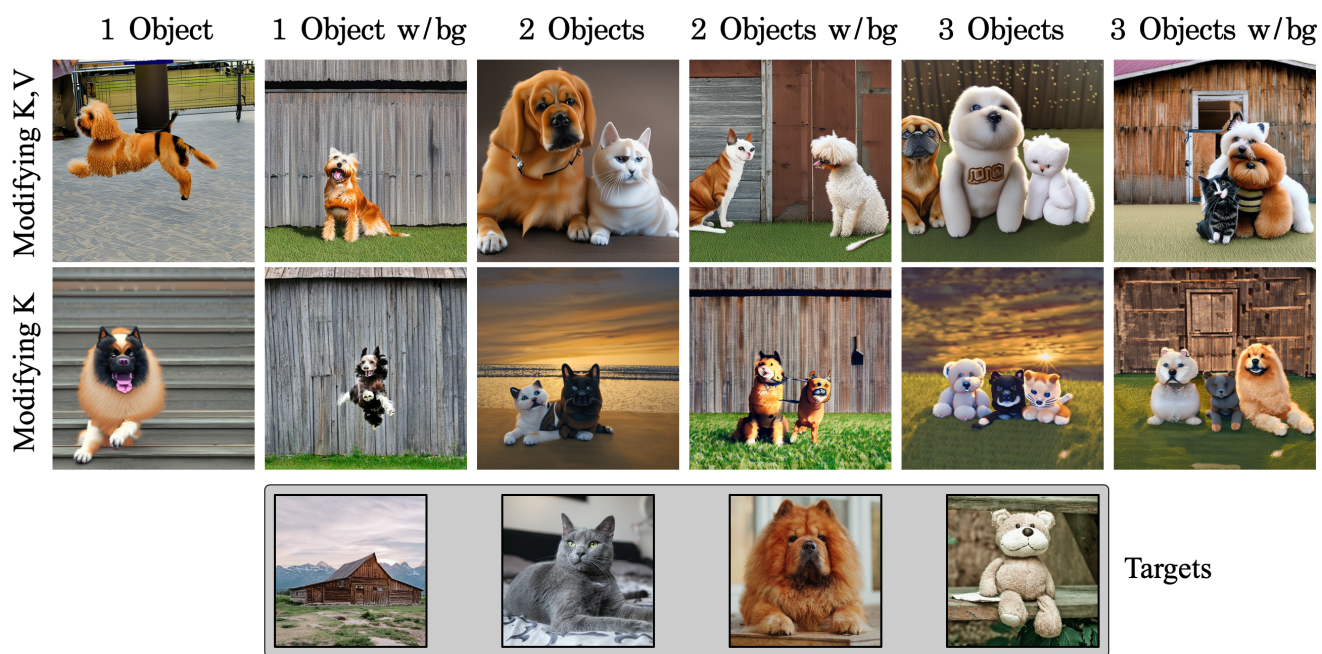 1 Object
1 Object w/bg
2 Objects
2 Objects w/bg
3 Objects
3 Objects w/bg
Modifying K,V
Modifying K
Targets